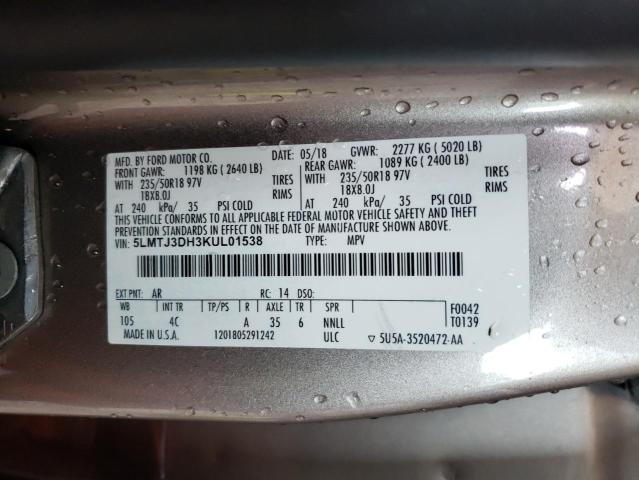 MFD. BY FORD MOTOR CO. 05/18 GVWR: 2277 KG ( 5020 LB)
FRONT GAWR: 1198 KG ( 2640 LB) REAR GAWR: 1089 KG ( 2400 LB)
WITH 235/50R18 97V TIRES WITH 235/50R18 97V TIRES
18X8.0J RIMS 18X8.0J RIMS
AT 240 kPa/ 35 PSI COLD AT 240 kPa/ 35 PSI COLD
THIS VEHICLE CONFORMS TO ALL APPLICABLE FEDERAL MOTOR VEHICLE SAFETY AND THEFT
PREVENTION STANDARDS IN EFFECT ON THE DATE OF MANUFACTURE SHOWN ABOVE.
VIN: 5LMTJ3DH3KUL01538 TYPE: MPV
EXT PNT: AR RC: 14 DSO:
WB INT TR TP/PS R AXLE TR SPR F0042
105 4C A 35 6 NNLL T0139
MADE IN U.S.A. 1201805291242 ULC 5U5A-3520472-AA